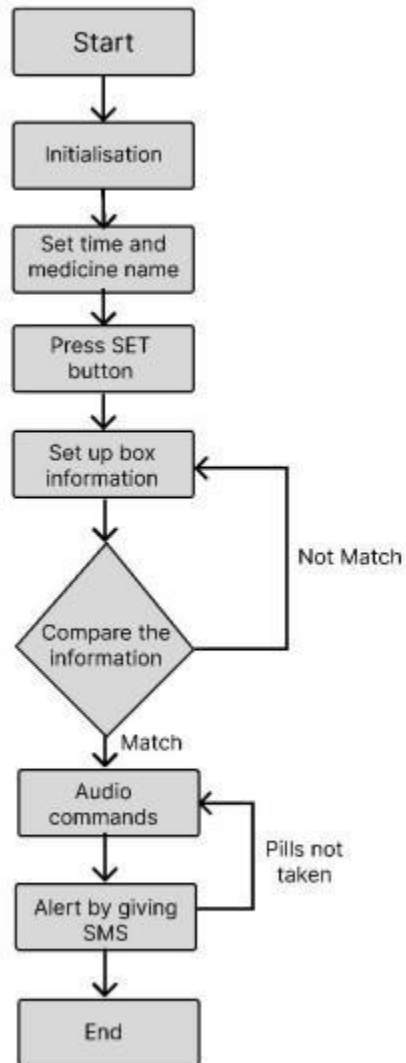 Start
Initialisation
Set time and
medicine name
Press SET
button
Set up box
information
Not Match
Compare the
information
Match
Audio
commands
Pills not
taken
Alert by giving
SMS
End